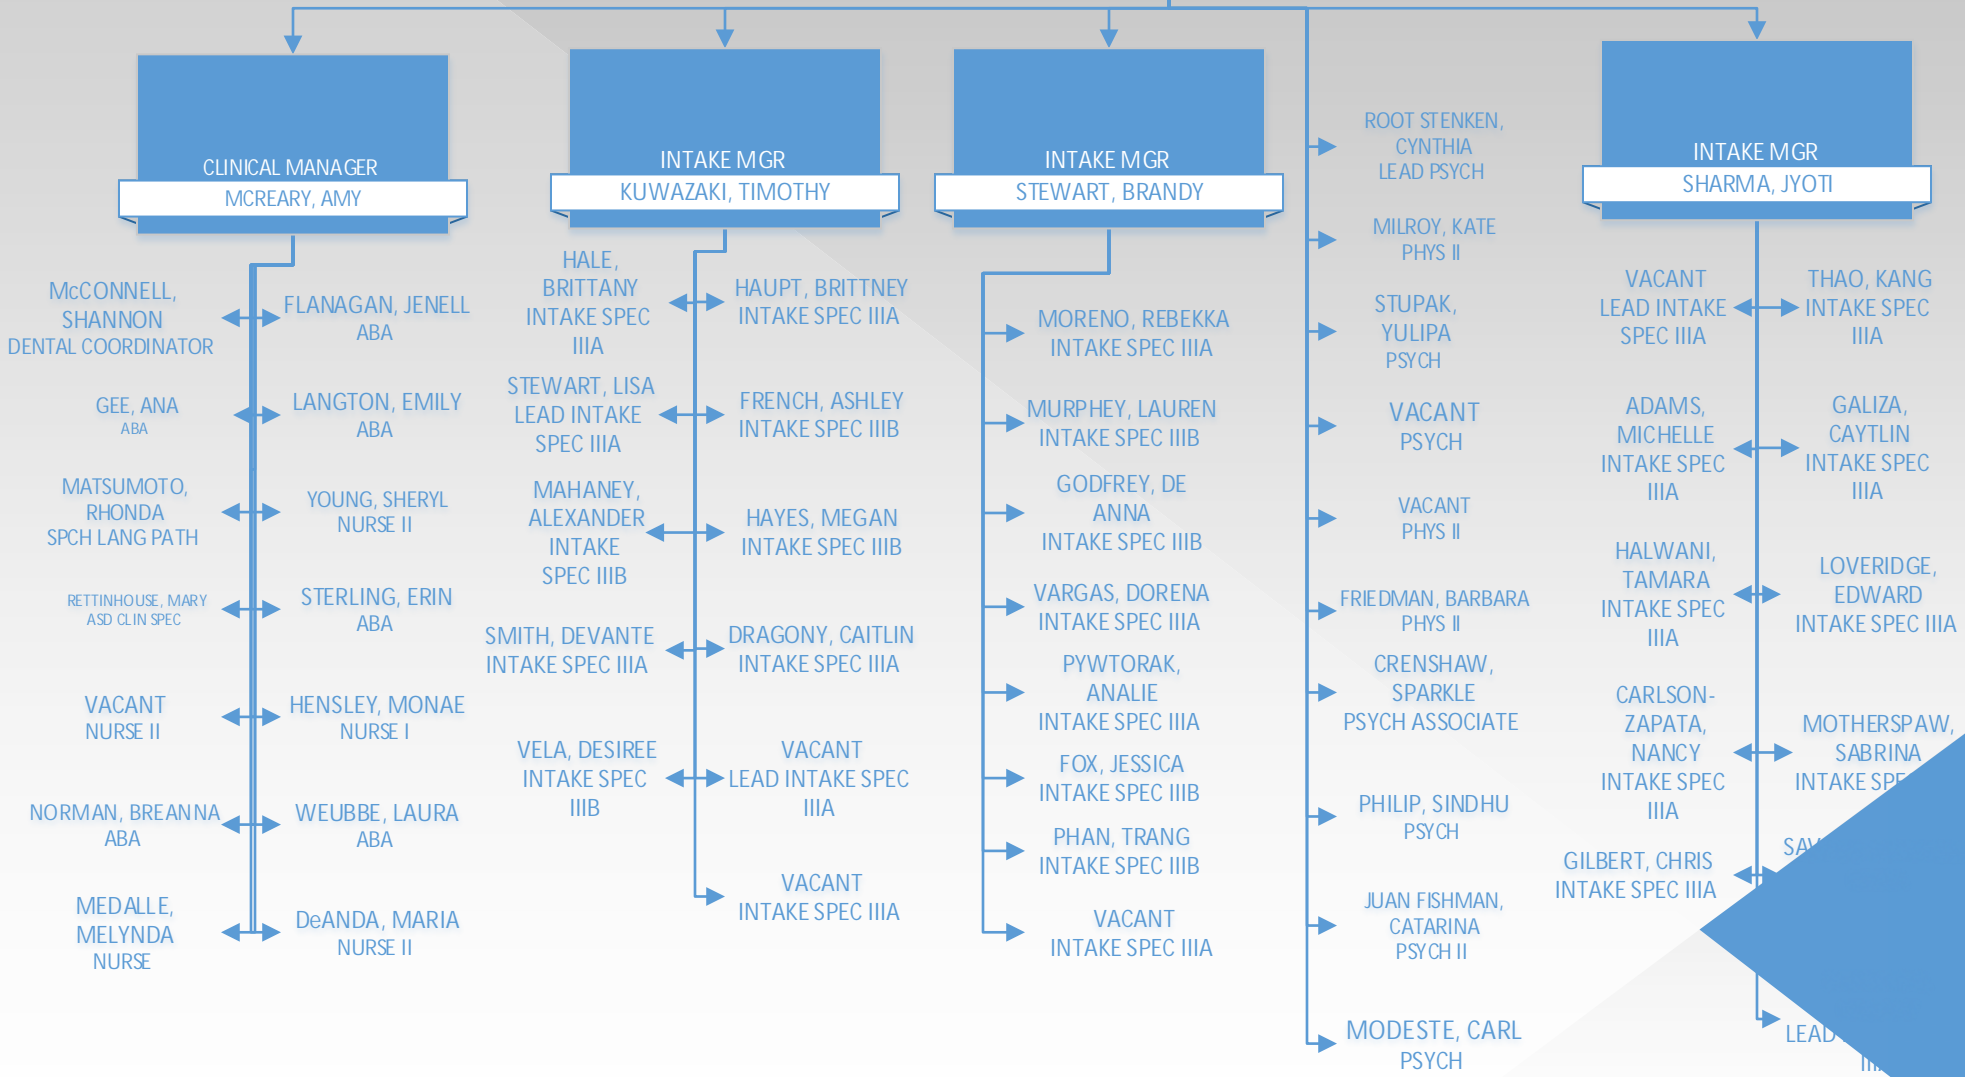 CLINICAL MANAGER
MCREARY, AMY
McCONNELL,
SHANNON
DENTAL COORDINATOR
FLANAGAN, JENELL
ABA
GEE, ANA
ABA
LANGTON, EMILY
ABA
MATSUMOTO,
RHONDA
SPCH LANG PATH
YOUNG, SHERYL
NURSE II
RETTINHOUSE, MARY
ASD CLIN SPEC
STERLING, ERIN
ABA
VACANT
NURSE II
HENSLEY, MONAE
NURSE I
NORMAN, BREANNA
ABA
WEUBBE, LAURA
ABA
MEDALLE,
MELYNDA
NURSE
DeANDA, MARIA
NURSE II
INTAKE MGR
KUWAZAKI, TIMOTHY
HALE,
BRITTANY
INTAKE SPEC
IIIA
HAUPT, BRITTNEY
INTAKE SPEC IIIA
STEWART, LISA
LEAD INTAKE
SPEC IIIA
FRENCH, ASHLEY
INTAKE SPEC IIIB
MAHANEY,
ALEXANDER
INTAKE
SPEC IIIB
HAYES, MEGAN
INTAKE SPEC IIIB
SMITH, DEVANTE
INTAKE SPEC IIIA
DRAGONY, CAITLIN
INTAKE SPEC IIIA
VELA, DESIREE
INTAKE SPEC
IIIB
VACANT
LEAD INTAKE SPEC
IIIA
VACANT
INTAKE SPEC IIIA
INTAKE MGR
STEWART, BRANDY
MORENO, REBEKKA
INTAKE SPEC IIIA
MURPHEY, LAUREN
INTAKE SPEC IIIB
GODFREY, DE
ANNA
INTAKE SPEC IIIB
VARGAS, DORENA
INTAKE SPEC IIIA
PYWTORAK,
ANALIE
INTAKE SPEC IIIA
FOX, JESSICA
INTAKE SPEC IIIB
PHAN, TRANG
INTAKE SPEC IIIB
VACANT
INTAKE SPEC IIIA
ROOT STENKEN,
CYNTHIA
LEAD PSYCH
MILROY, KATE
PHYS II
STUPAK,
YULIPA
PSYCH
VACANT
PSYCH
VACANT
PHYS II
FRIEDMAN, BARBARA
PHYS II
CRENSHAW,
SPARKLE
PSYCH ASSOCIATE
PHILIP, SINDHU
PSYCH
JUAN FISHMAN,
CATARINA
PSYCH II
MODESTE, CARL
PSYCH
INTAKE MGR
SHARMA, JYOTI
VACANT
LEAD INTAKE
SPEC IIIA
THAO, KANG
INTAKE SPEC
IIIA
ADAMS,
MICHELLE
INTAKE SPEC
IIIA
GALIZA,
CAYTLIN
INTAKE SPEC
IIIA
HALWANI,
TAMARA
INTAKE SPEC
IIIA
LOVERIDGE,
EDWARD
INTAKE SPEC IIIA
CARLSON-
ZAPATA,
NANCY
INTAKE SPEC
IIIA
MOTHERSPAW,
SABRINA
INTAKE
GILBERT, CHRIS
INTAKE SPEC IIIA
LEAD